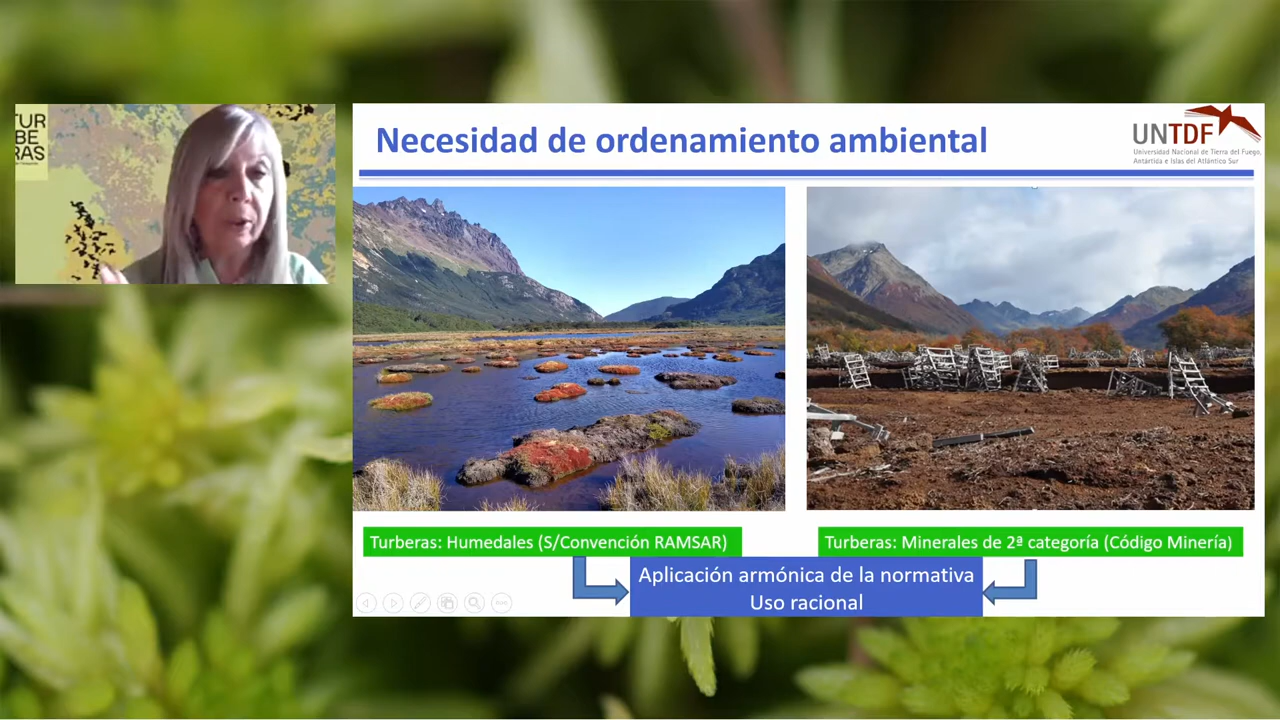 TUR
BE
RAS
Necesidad de ordenamiento ambiental
UNTDF
Universidad Nacional de Tierra del Fuego,
Antártida e Islas del Atlántico Sur
Turberas: Humedales (S/Convención RAMSAR)
Turberas: Minerales de 2ª categoría (Código Minería)
Aplicación armónica de la normativa
Uso racional